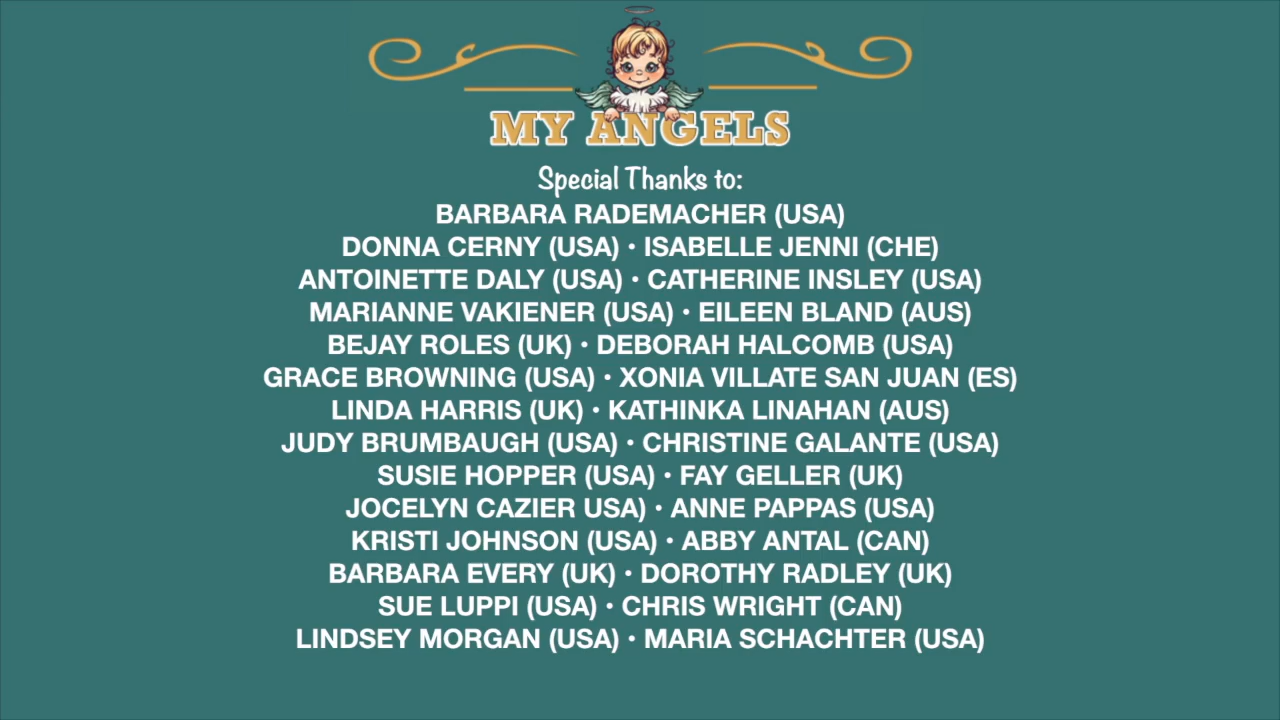 MY ANGELS
Special Thanks to:
BARBARA RADEMACHER (USA)
DONNA CERNY (USA) • ISABELLE JENNI (CHE)
ANTOINETTE DALY (USA) • CATHERINE INSLEY (USA)
MARIANNE VAKIENER (USA) • EILEEN BLAND (AUS)
BEJAY ROLES (UK) • DEBORAH HALCOMB (USA)
GRACE BROWNING (USA) • XONIA VILLATE SAN JUAN (ES)
LINDA HARRIS (UK) • KATHINKA LINAHAN (AUS)
JUDY BRUMBAUGH (USA) • CHRISTINE GALANTE (USA)
SUSIE HOPPER (USA) • FAY GELLER (UK)
JOCELYN CAZIER USA) • ANNE PAPPAS (USA)
KRISTI JOHNSON (USA) • ABBY ANTAL (CAN)
BARBARA EVERY (UK) • DOROTHY RADLEY (UK)
SUE LUPPI (USA) • CHRIS WRIGHT (CAN)
LINDSEY MORGAN (USA) • MARIA SCHACHTER (USA)